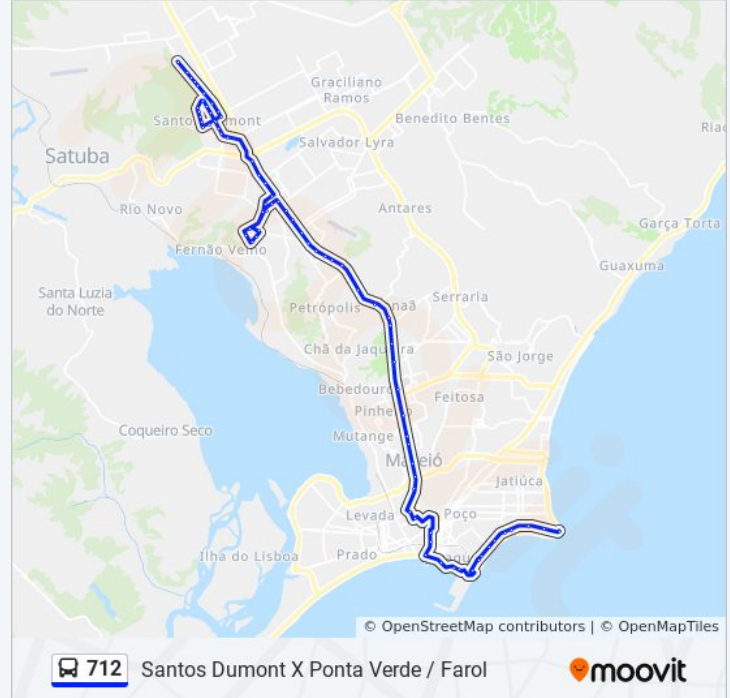 Graciliano
Ramos
Santos Dumont
Benedito Bentes
Salvador Lyra
Satuba
Rio Novo
Antares
Garça Torta
Fernão Velho
Guaxuma
Santa Luzia
do Norte
Serraria
Petrópolis
Chã da Jaqueira
São Jorge
Bebedouro
Feitosa
Pinheiro
Coqueiro Seco
Mutange
Maceió
Jatiúca
Levada
Poço
Ilha do Lisboa
Prado
© OpenStreetMap contributors | © OpenMapTiles
712 Santos Dumont X Ponta Verde / Farol
moovit